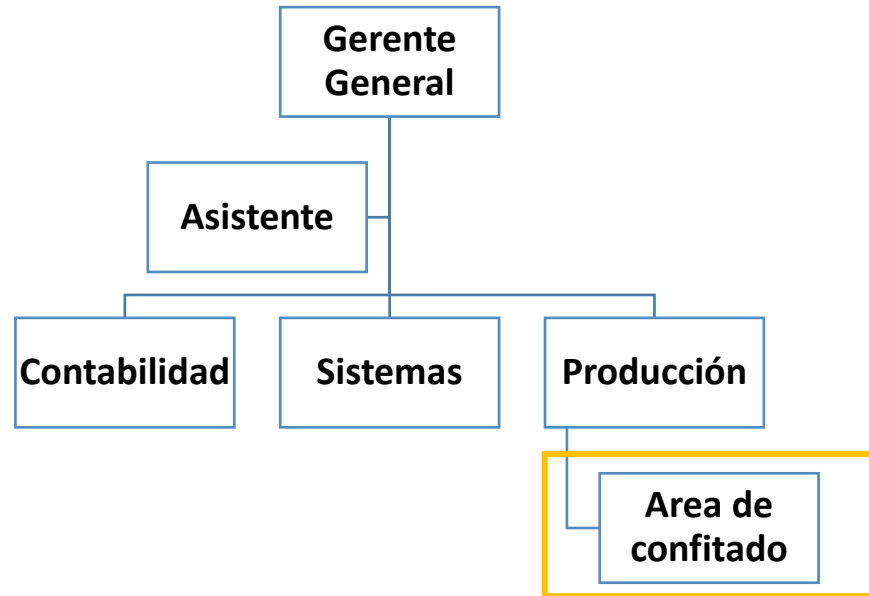 Gerente
General
Asistente
Contabilidad
Sistemas
Producción
Area de
confitado